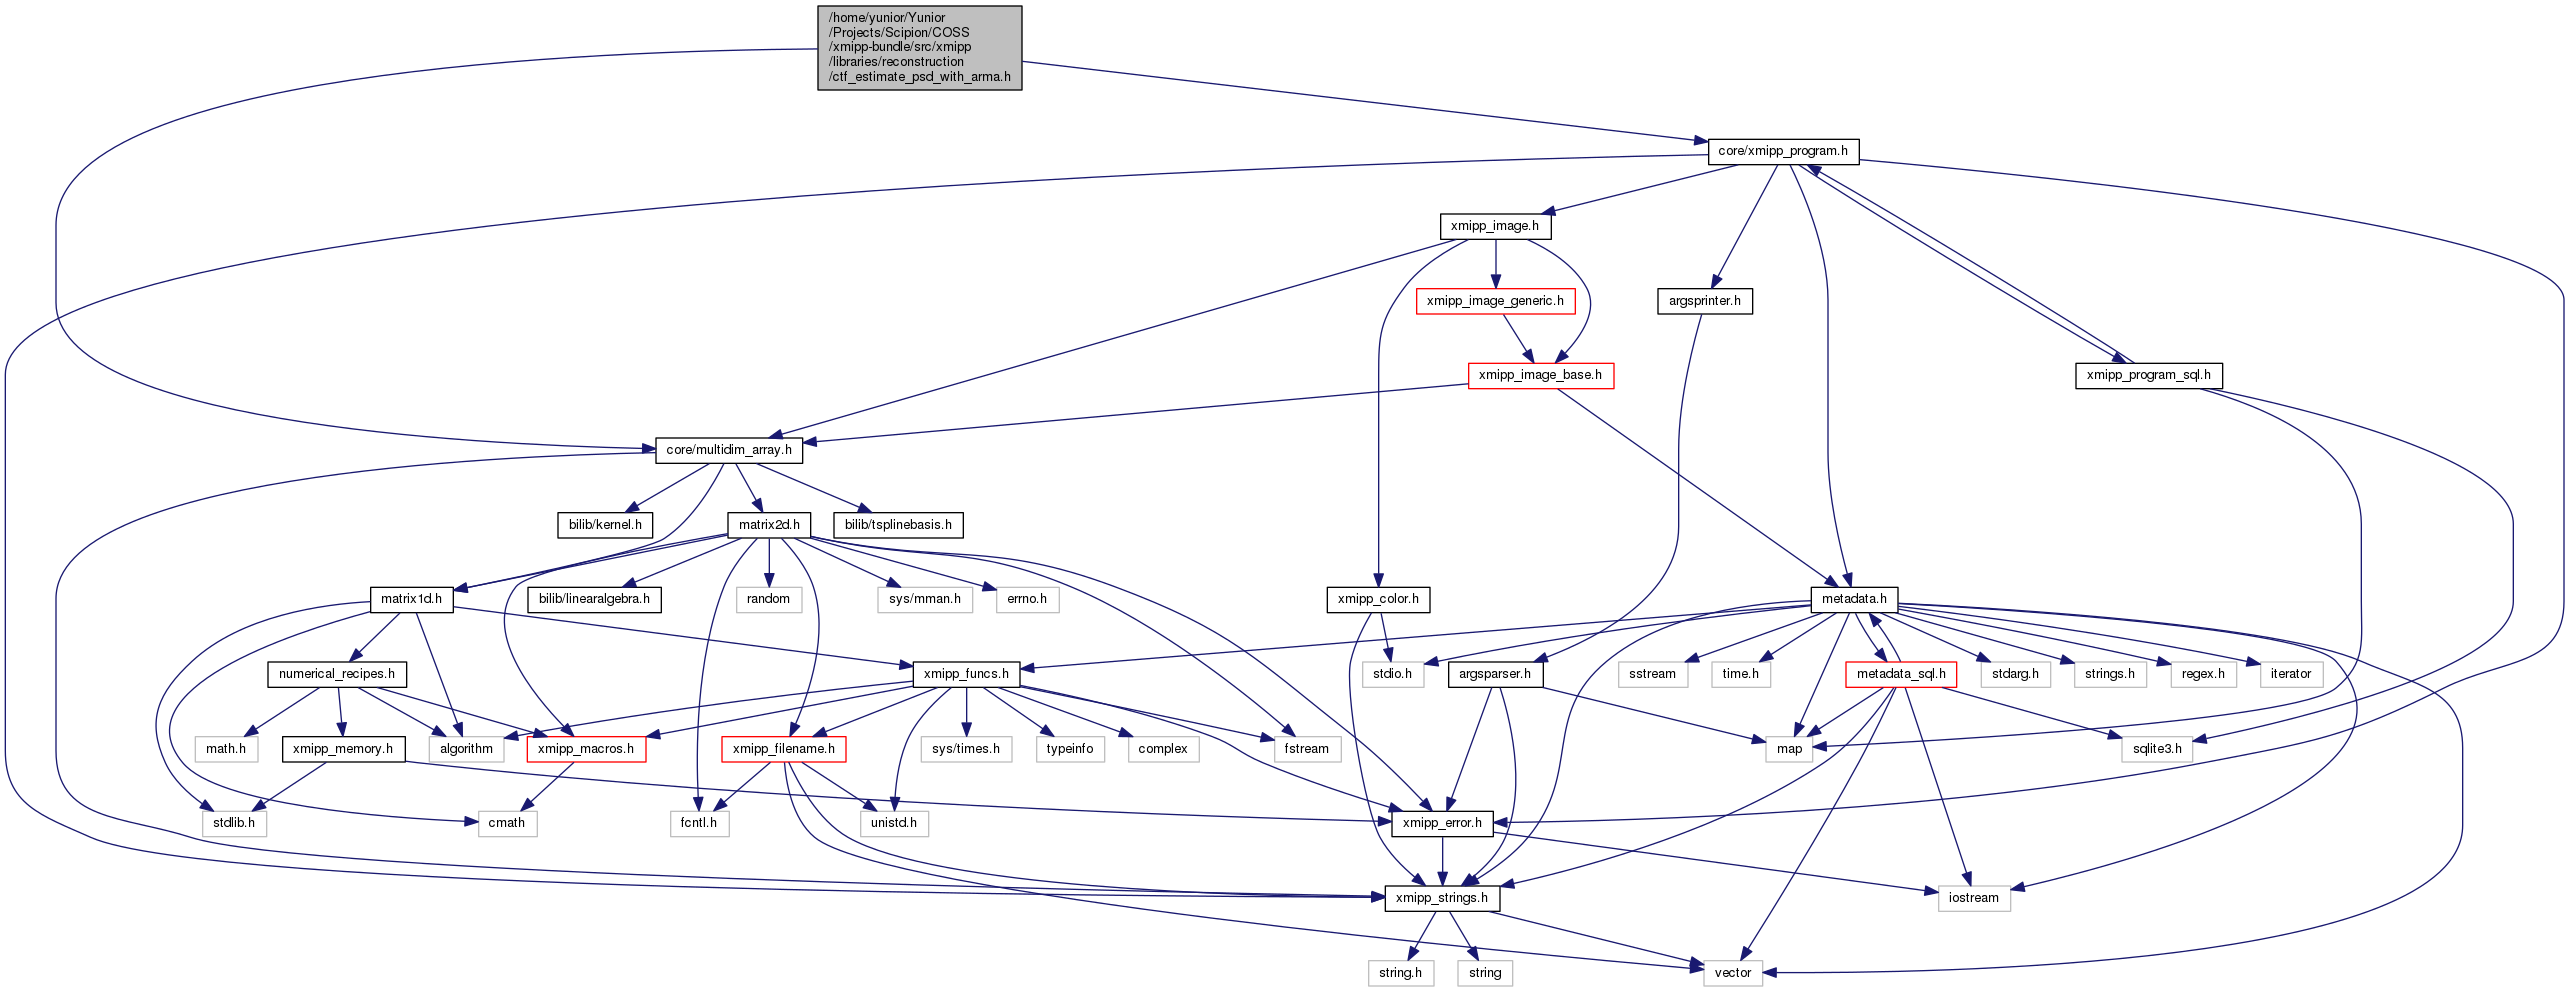 /home/yunior/Yunior
/Projects/Scipion/COSS
/xmipp-bundle/src/xmipp
/libraries/reconstruction
/ctf_estimate_psd_with_arma.h
core/xmipp_program.h
xmipp_image.h
xmipp_image_generic.h
argsprinter.h
xmipp_image_base.h
xmipp_program_sql.h
core/multidim_array.h
bilib/kernel.h
matrix2d.h
bilib/tsplinebasis.h
matrix1d.h
bilib/linearalgebra.h
random
sys/mman.h
errno.h
xmipp_color.h
metadata.h
numerical_recipes.h
xmipp_funcs.h
stdio.h
argsparser.h
sstream
time.h
metadata_sql.h
stdarg.h
strings.h
regex.h
iterator
math.h
xmipp_memory.h
algorithm
xmipp_macros.h
xmipp_filename.h
sys/times.h
typeinfo
complex
fstream
map
sqlite3.h
stdlib.h
cmath
fcntl.h
unistd.h
xmipp_error.h
xmipp_strings.h
iostream
string.h
string
vector